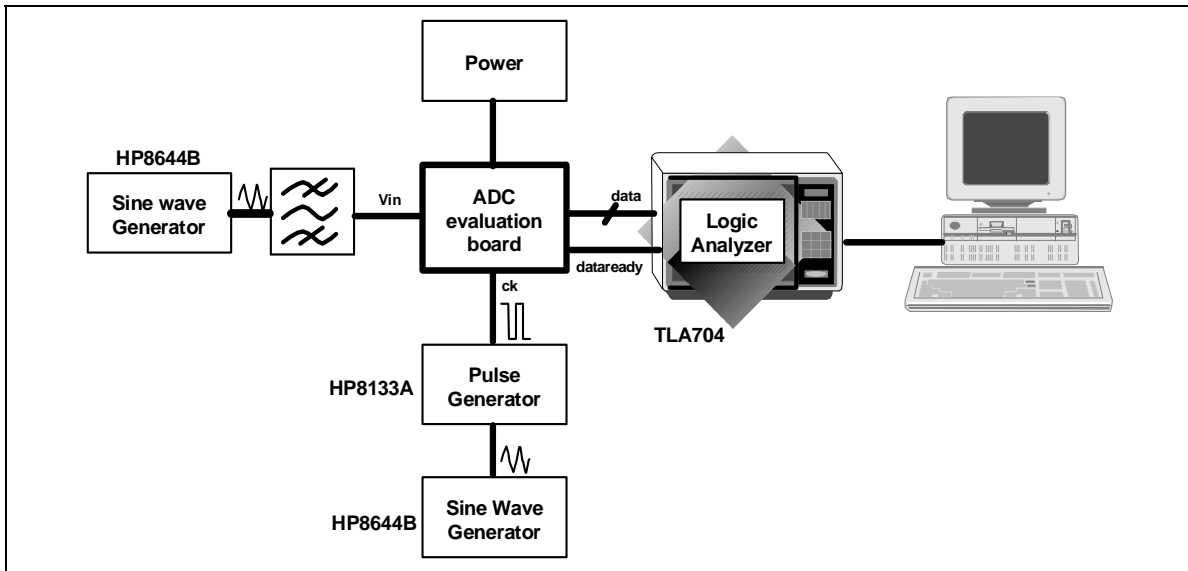 Power
HP8644B
Sine wave
Generator
Vin
ADC
evaluation
board
data
dataready
Logic
Analyzer
TLA704
ck
HP8133A
Pulse
Generator
HP8644B
Sine Wave
Generator